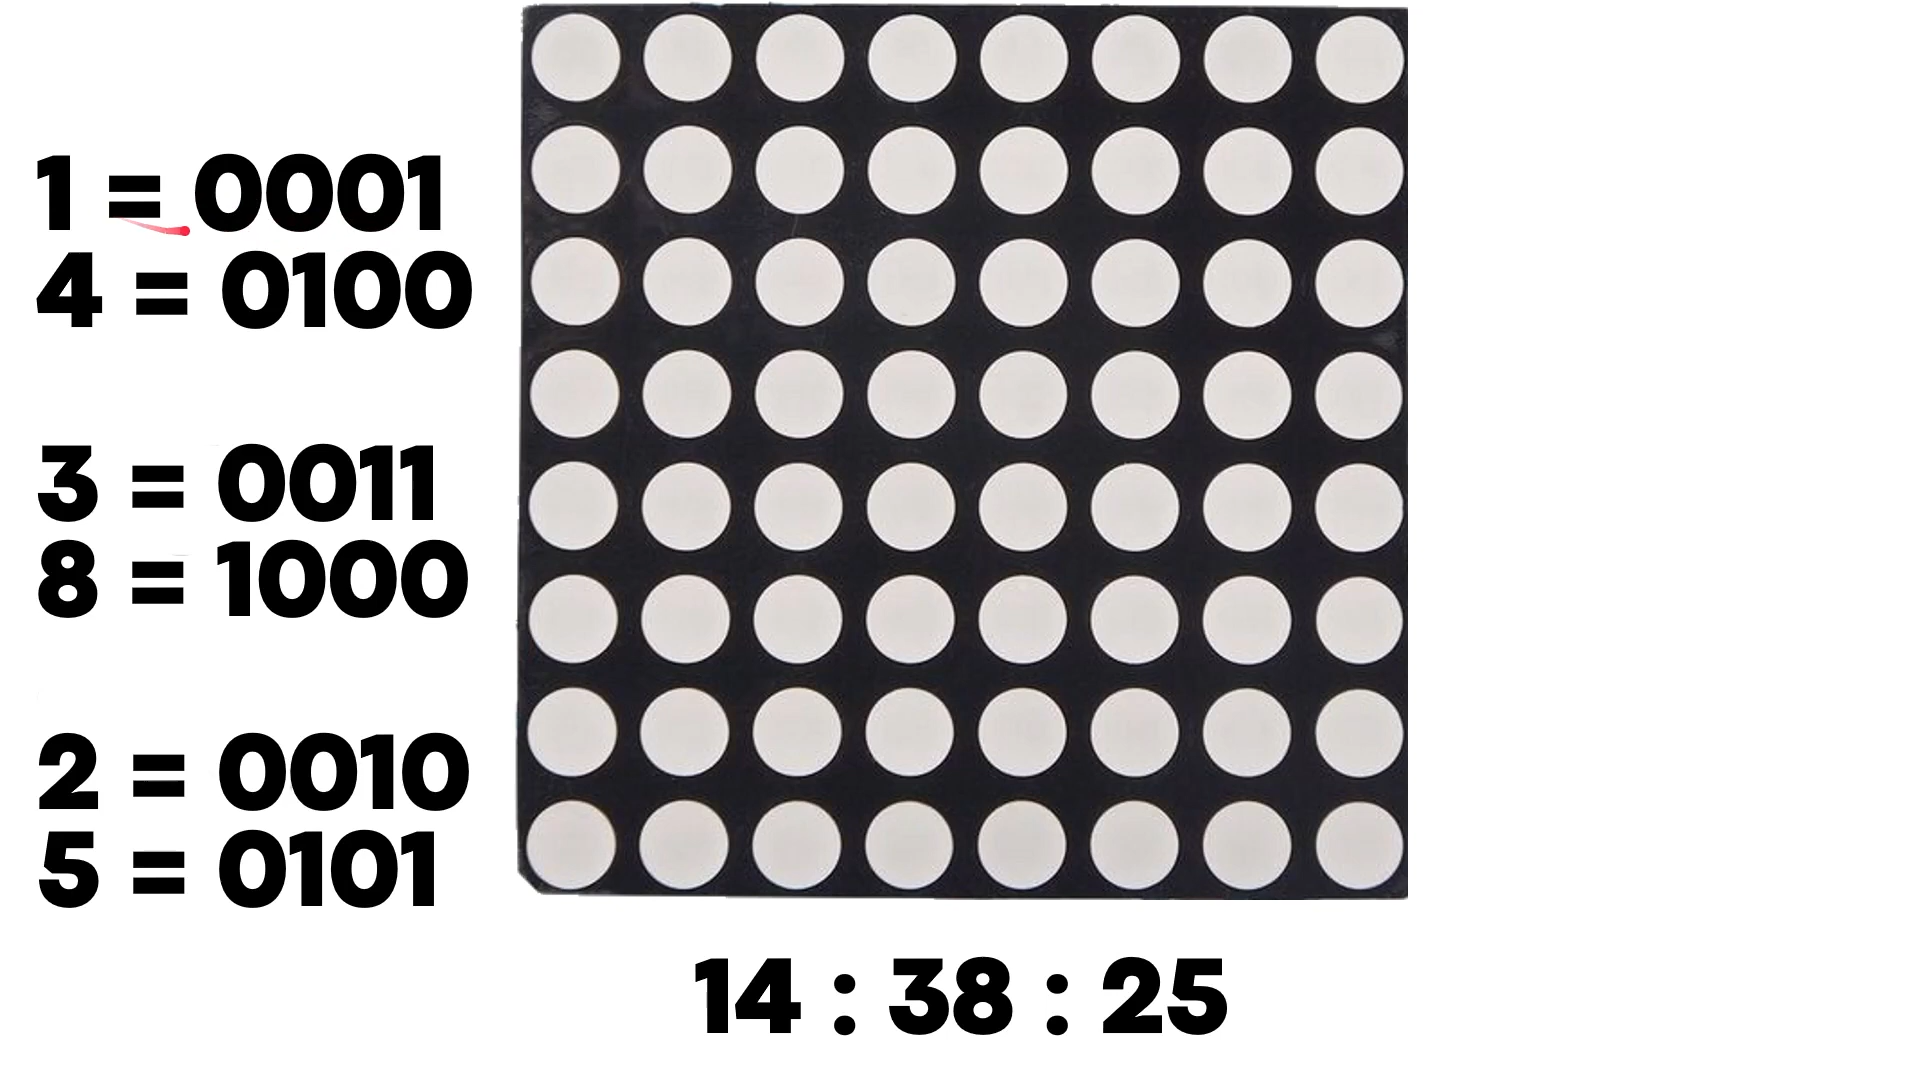 1 = 0001
4 = 0100
3 = 0011
8 = 1000
2 = 0010
5 = 0101
14 : 38 : 25